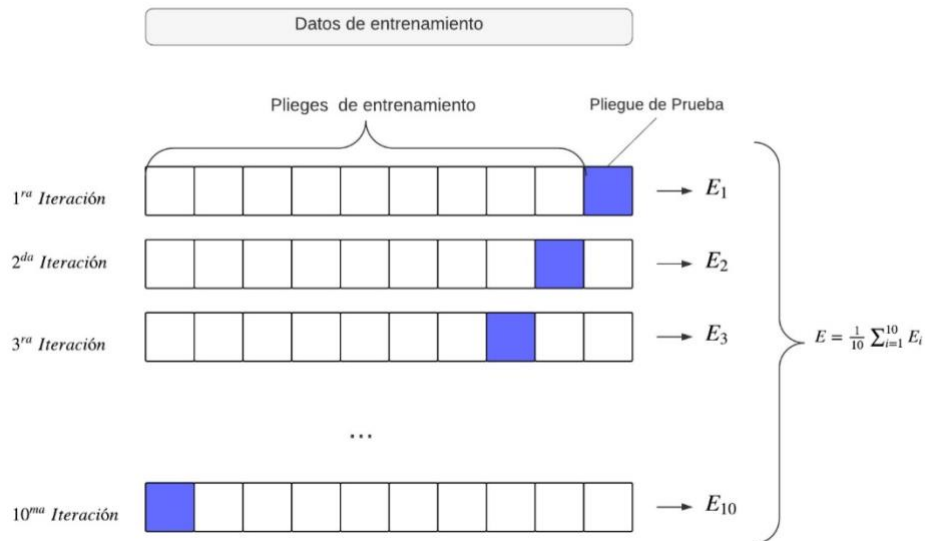 Datos de entrenamiento
Plieges de entrenamiento
Pliegue de Prueba
1ʳᵃ Iteración
E₁
2ᵈᵃ Iteración
E₂
3ʳᵃ Iteración
E₃
E = 1/10 ∑¹⁰ᵢ₌₁ Eᵢ
...
10ᵐᵃ Iteración
E₁₀